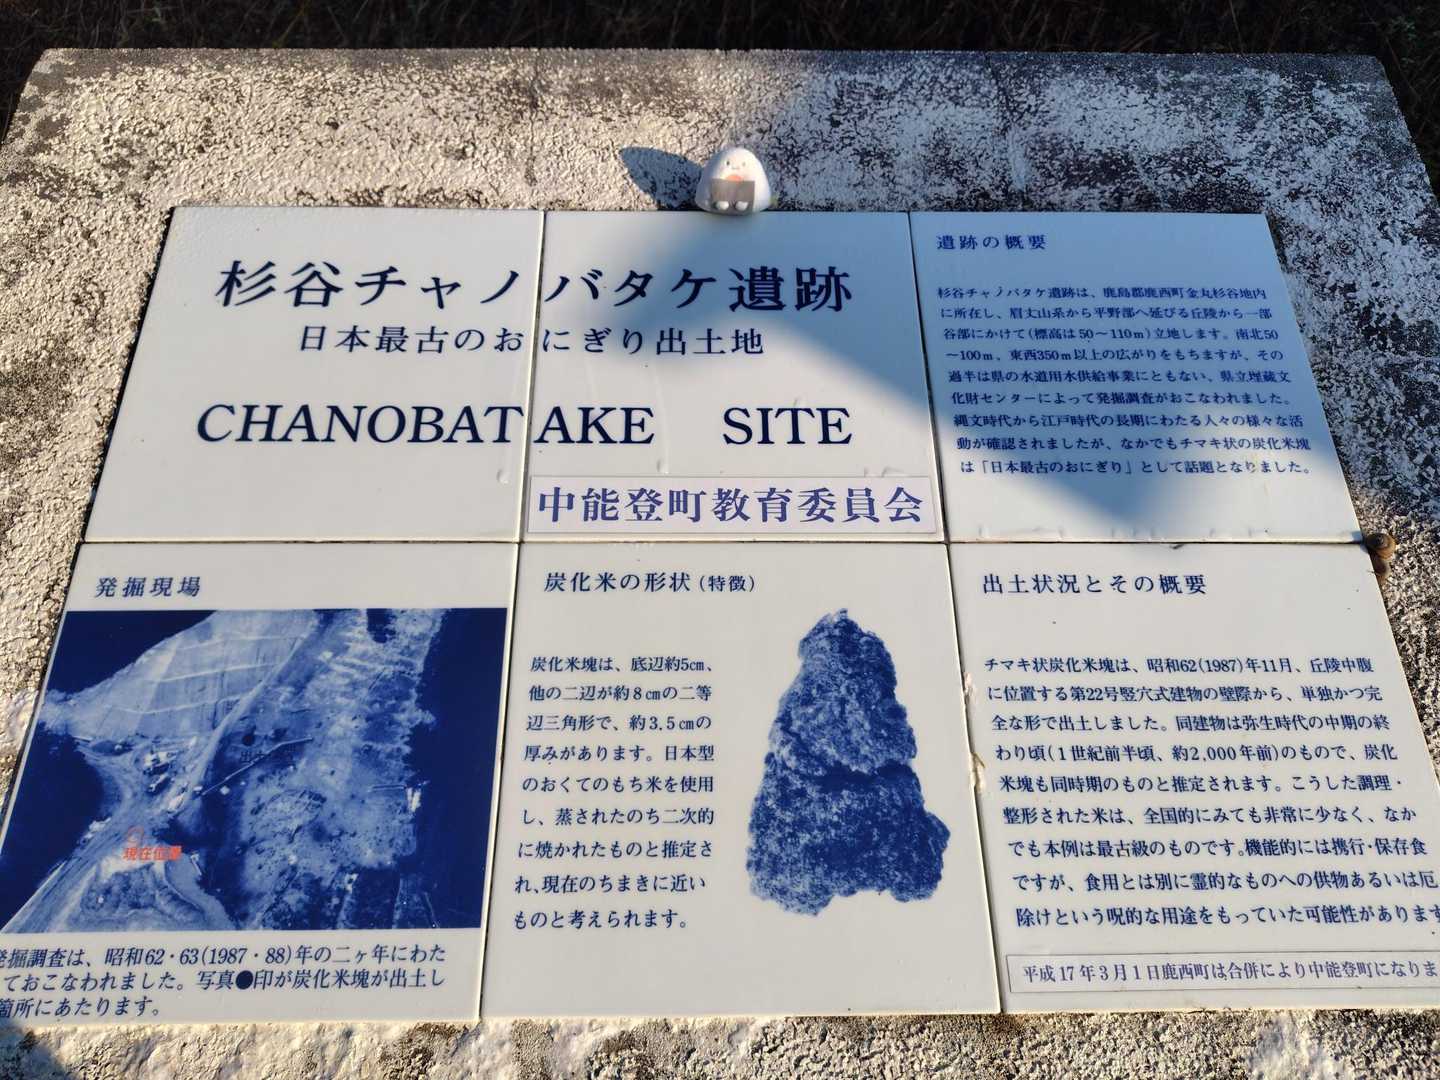 杉谷チャノバタケ遺跡
日本最古のおにぎり出土地
CHANOBATAKE SITE
中能登町教育委員会
遺跡の概要
杉谷チャノバタケ遺跡は、鹿島郡鹿西町金丸杉谷地内
に所在し、眉丈山系から平野部へ延びる丘陵から一部
谷部にかけて(標高は50～110m)立地します。南北50
～100m、東西350m以上の広がりをもちますが、その
過半は県の水道用水供給事業にともない、県立埋蔵文
化財センターによって発掘調査がおこなわれました。
縄文時代から江戸時代の長期にわたる人々の様々な活
動が確認されましたが、なかでもチマキ状の炭化米塊
は「日本最古のおにぎり」として話題となりました。
発掘現場
現在位置
発掘調査は、昭和62・63(1987・88)年の二ヶ年にわた
ておこなわれました。写真●印が炭化米塊が出土し
箇所にあたります。
炭化米の形状(特徴)
炭化米塊は、底辺約5㎝、
他の二辺が約8㎝の二等
辺三角形で、約3.5㎝の
厚みがあります。日本型
のおくてのもち米を使用
し、蒸されたのち二次的
に焼かれたものと推定さ
れ、現在のちまきに近い
ものと考えられます。
出土状況とその概要
チマキ状炭化米塊は、昭和62(1987)年11月、丘陵中腹
に位置する第22号竪穴式建物の壁際から、単独かつ完
全な形で出土しました。同建物は弥生時代の中期の終
わり頃(1世紀前半頃、約2,000年前)のもので、炭化
米塊も同時期のものと推定されます。こうした調理・
整形された米は、全国的にみても非常に少なく、なか
でも本例は最古級のものです。機能的には携行・保存食
ですが、食用とは別に霊的なものへの供物あるいは厄
除けという呪的な用途をもっていた可能性があります
平成17年3月1日鹿西町は合併により中能登町になりま